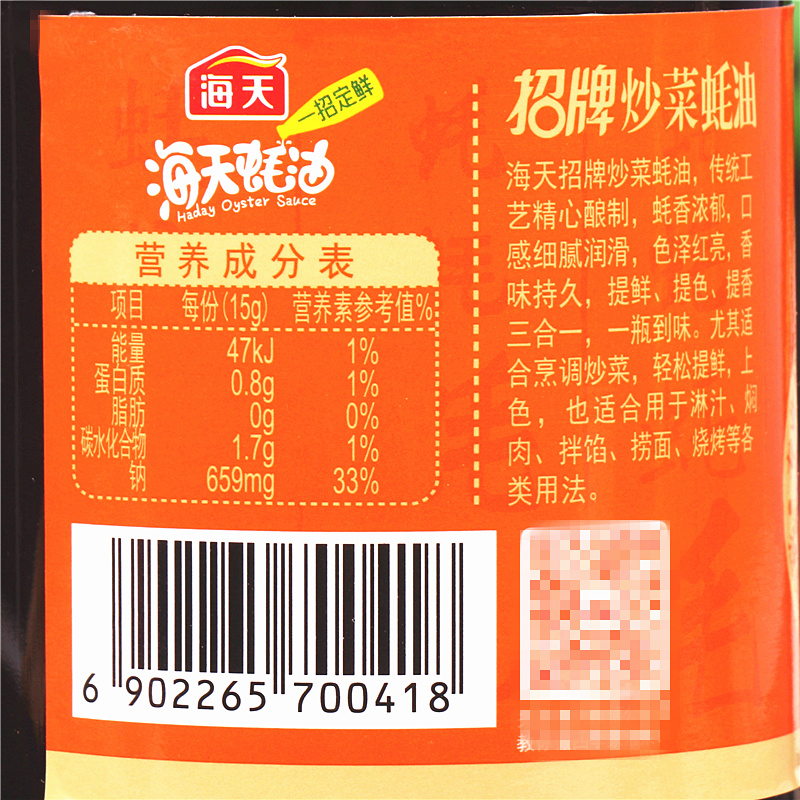 海天
一招定鲜
海天蚝油
Haday Oyster Sauce
营养成分表
项目 每份(15g) 营养素参考值%
能量 47kJ 1%
蛋白质 0.8g 1%
脂肪 0g 0%
碳水化合物 1.7g 1%
钠 659mg 33%
招牌炒菜蚝油
海天招牌炒菜蚝油，传统工
艺精心酿制，蚝香浓郁，口
感细腻润滑，色泽红亮，香
味持久，提鲜、提色、提香
三合一，一瓶到味。尤其适
合烹调炒菜，轻松提鲜，上
色，也适合用于淋汁、焖
肉、拌馅、捞面、烧烤等各
类用法。
6 902265 700418